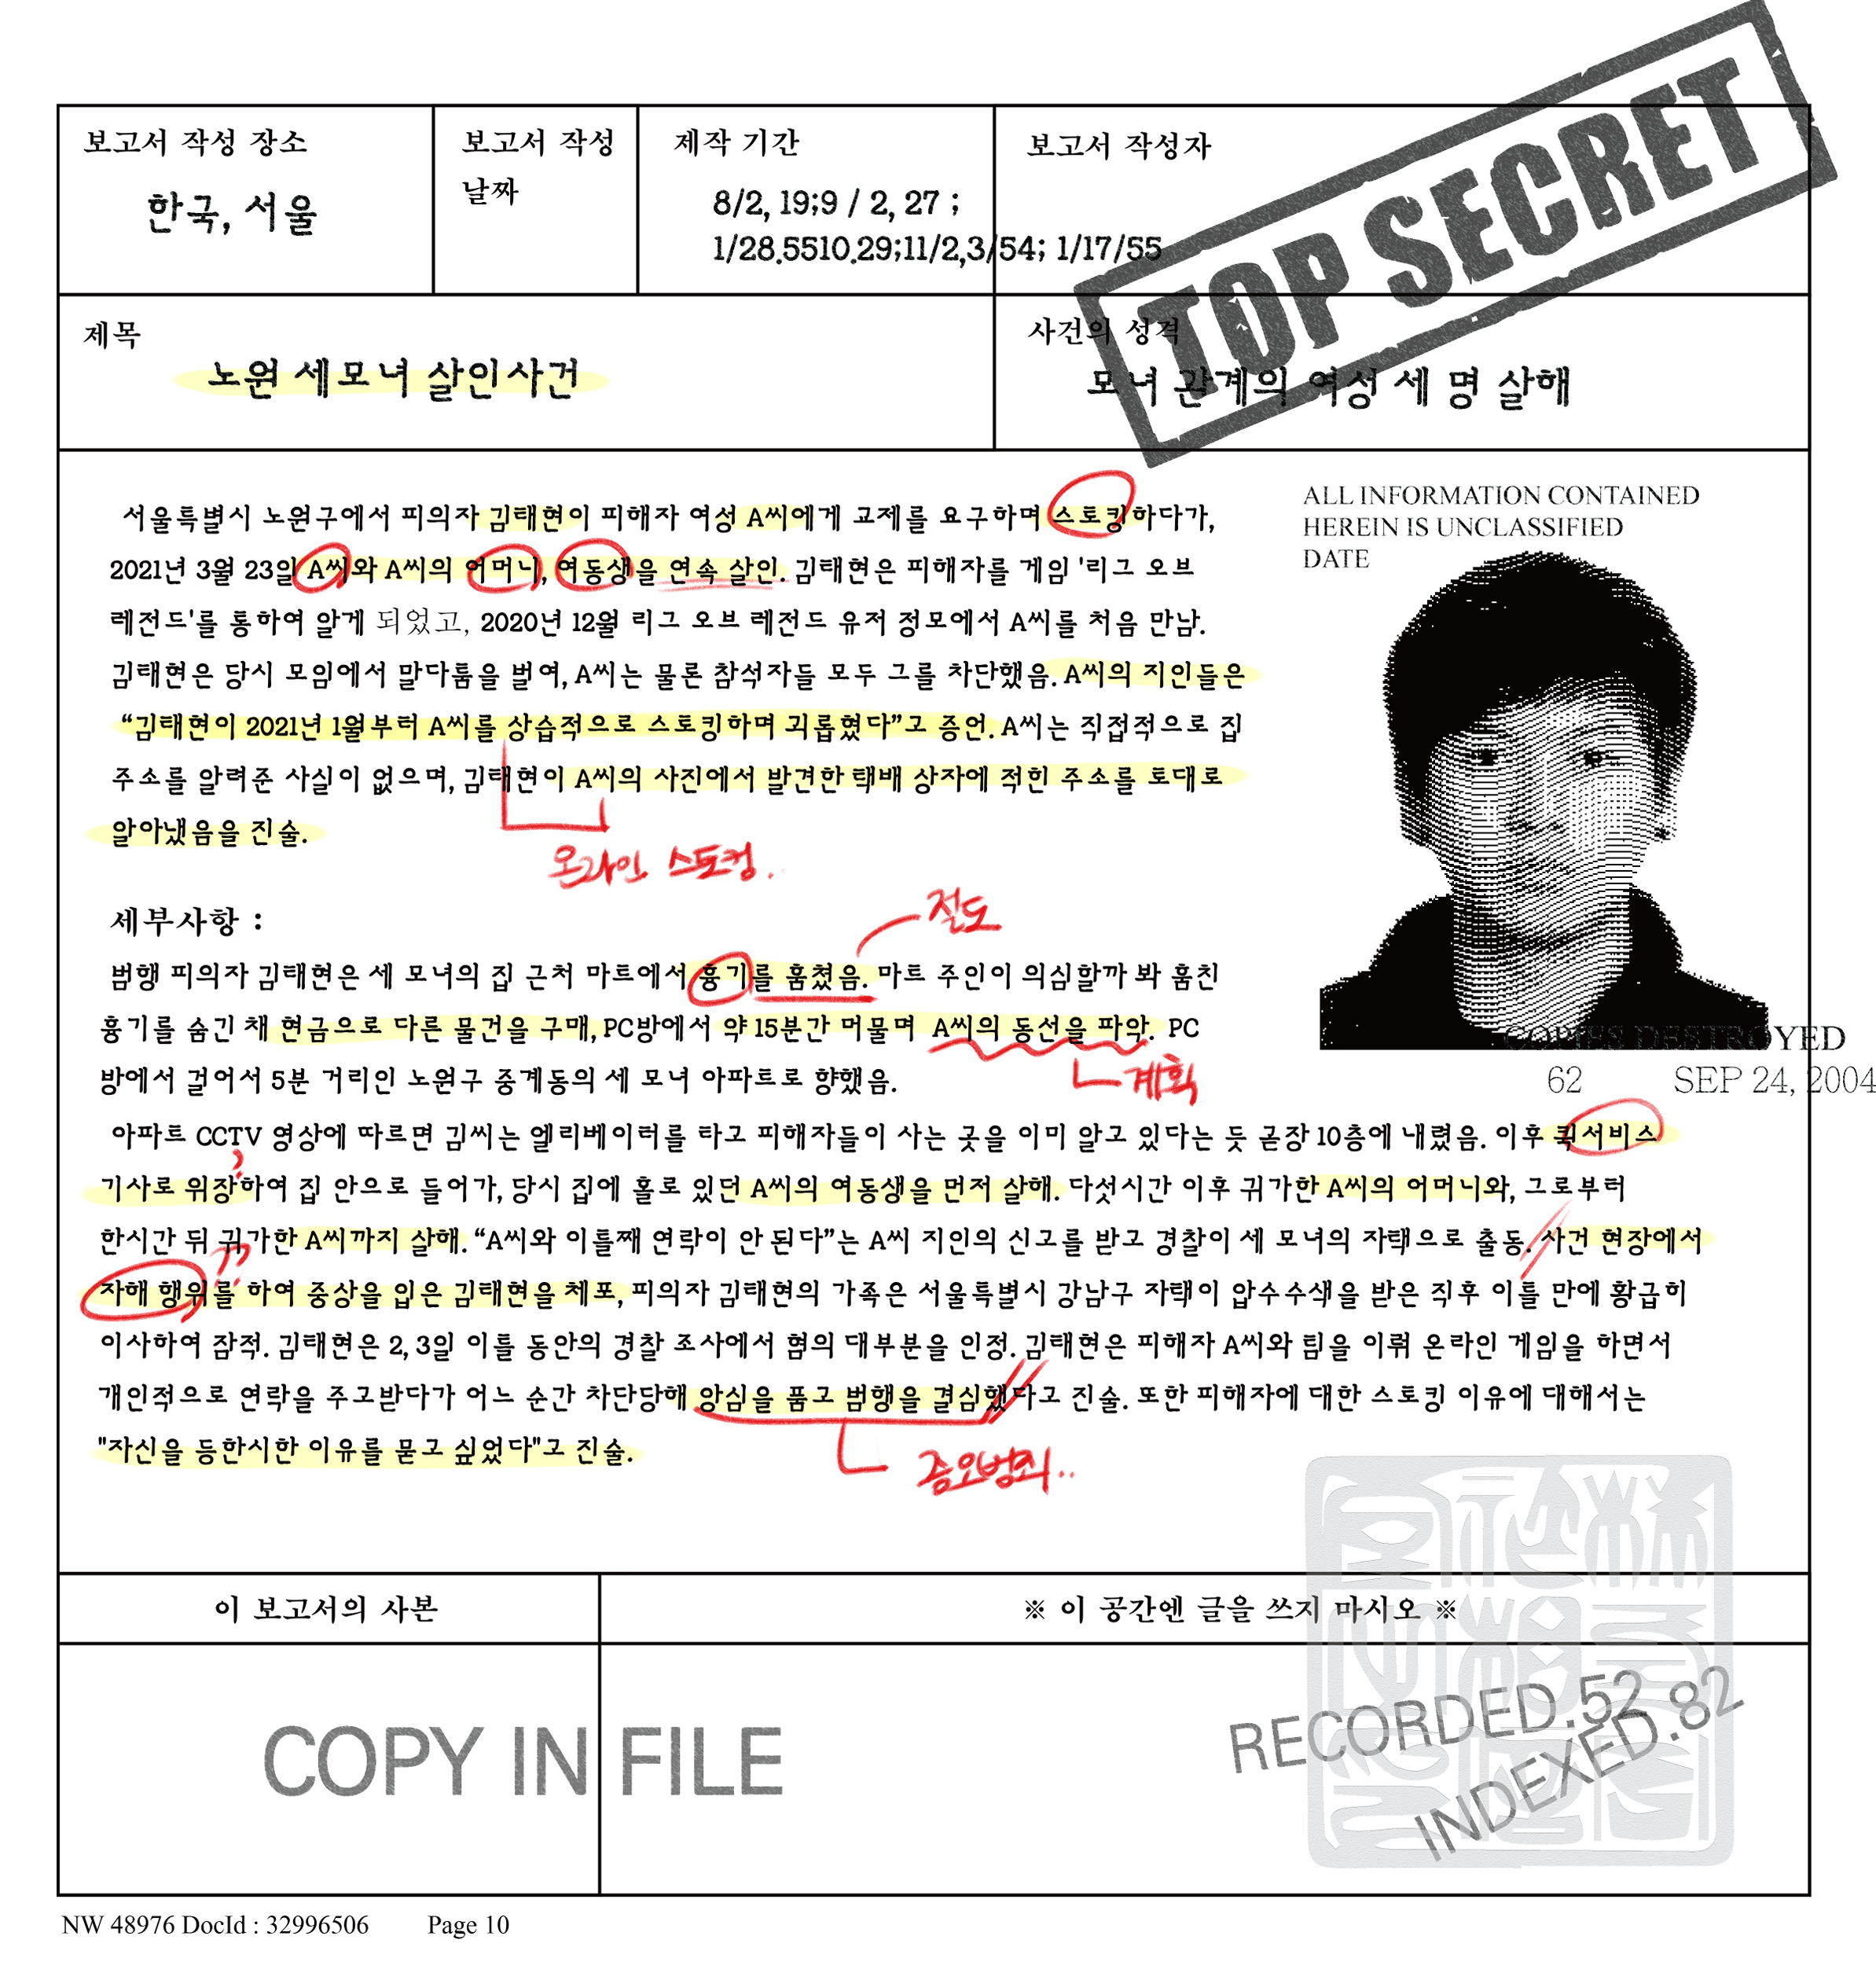 TOP SECRET
보고서 작성 장소
한국, 서울
보고서 작성
날짜
제작 기간
8/2, 19;9 / 2, 27 ;
1/28.5510.29;11/2,3/54; 1/17/55
보고서 작성자
제목
노원 세모녀 살인사건
사건의 성격
모녀 관계의 여성 세 명 살해
서울특별시 노원구에서 피의자 김태현이 피해자 여성 A씨에게 교제를 요구하며 스토킹하다가,
2021년 3월 23일 A씨와 A씨의 어머니, 여동생을 연속 살인. 김태현은 피해자를 게임 '리그 오브
레전드'를 통하여 알게 되었고, 2020년 12월 리그 오브 레전드 유저 정모에서 A씨를 처음 만남.
김태현은 당시 모임에서 말다툼을 벌여, A씨는 물론 참석자들 모두 그를 차단했음. A씨의 지인들은
“김태현이 2021년 1월부터 A씨를 상습적으로 스토킹하며 괴롭혔다”고 증언. A씨는 직접적으로 집
주소를 알려준 사실이 없으며, 김태현이 A씨의 사진에서 발견한 택배 상자에 적힌 주소를 토대로
알아냈음을 진술.
온라인 스토킹.
ALL INFORMATION CONTAINED
HEREIN IS UNCLASSIFIED
DATE
세부사항 :
절도
범행 피의자 김태현은 세 모녀의 집 근처 마트에서 흉기를 훔쳤음. 마트 주인이 의심할까 봐 훔친
흉기를 숨긴 채 현금으로 다른 물건을 구매, PC방에서 약 15분간 머물며 A씨의 동선을 파악. PC
방에서 걸어서 5분 거리인 노원구 중계동의 세 모녀 아파트로 향했음.
계획
COPIES DESTROYED
62 SEP 24, 2004
아파트 CCTV 영상에 따르면 김씨는 엘리베이터를 타고 피해자들이 사는 곳을 이미 알고 있다는 듯 곧장 10층에 내렸음. 이후 퀵서비스
?
기사로 위장하여 집 안으로 들어가, 당시 집에 홀로 있던 A씨의 여동생을 먼저 살해. 다섯시간 이후 귀가한 A씨의 어머니와, 그로부터
한시간 뒤 귀가한 A씨까지 살해. “A씨와 이틀째 연락이 안 된다”는 A씨 지인의 신고를 받고 경찰이 세 모녀의 자택으로 출동. 사건 현장에서
??
자해 행위를 하여 중상을 입은 김태현을 체포, 피의자 김태현의 가족은 서울특별시 강남구 자택이 압수수색을 받은 직후 이틀 만에 황급히
이사하여 잠적. 김태현은 2, 3일 이틀 동안의 경찰 조사에서 혐의 대부분을 인정. 김태현은 피해자 A씨와 팀을 이뤄 온라인 게임을 하면서
개인적으로 연락을 주고받다가 어느 순간 차단당해 앙심을 품고 범행을 결심했다고 진술. 또한 피해자에 대한 스토킹 이유에 대해서는
"자신을 등한시한 이유를 묻고 싶었다"고 진술.
증오범죄..
이 보고서의 사본
※ 이 공간엔 글을 쓰지 마시오 ※
COPY IN FILE
RECORDED.52
INDEXED.82
NW 48976 DocId : 32996506 Page 10